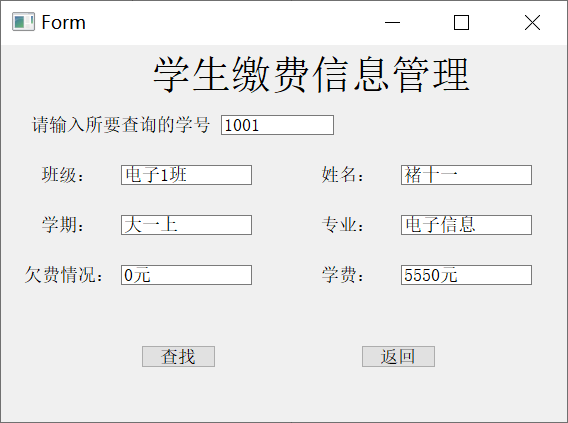 Form
学生缴费信息管理
请输入所要查询的学号 1001
班级： 电子1班 姓名： 褚十一
学期： 大一上 专业： 电子信息
欠费情况： 0元 学费： 5550元
查找 返回